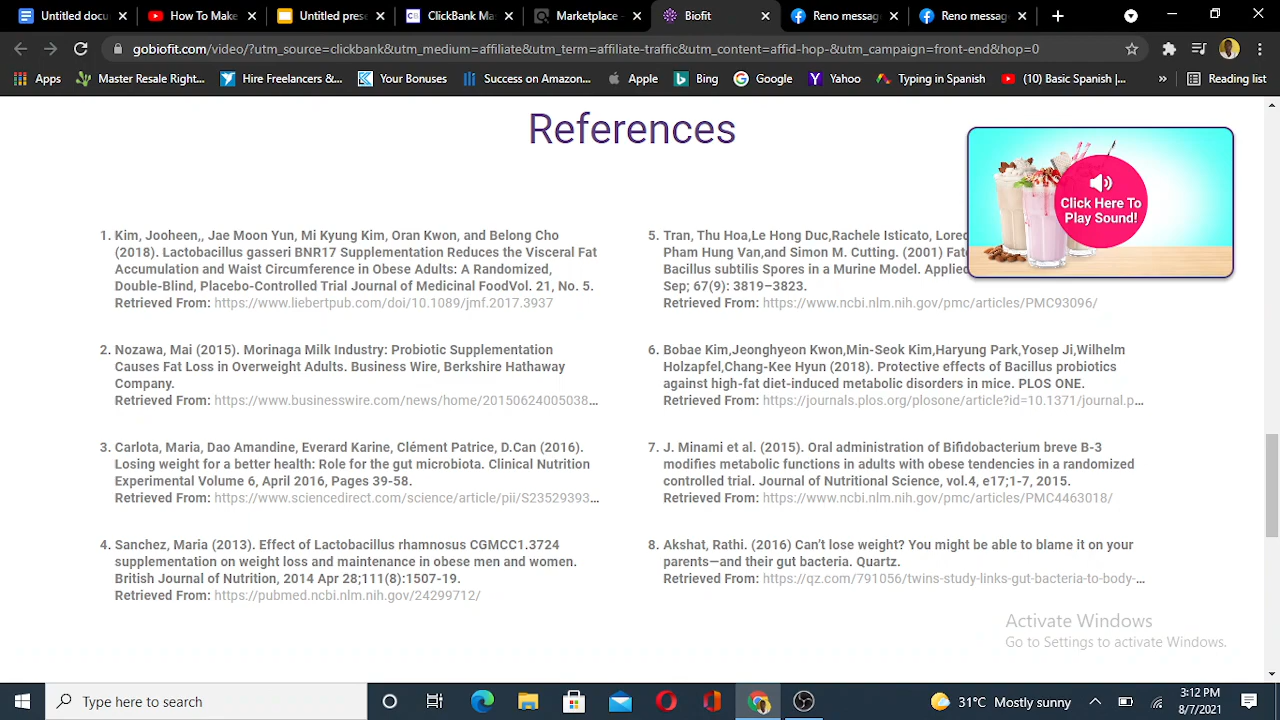 Untitled docu
How To Make
Untitled pres
Clickbank Ma
Marketplace -
Biofit
Reno messag
Reno messag
gobiofit.com/video/?utm_source=clickbank&utm_medium=affiliate&utm_term=affiliate-traffic&utm_content=affid-hop-&utm_campaign=front-end&hop=0
Apps
Master Resale Right...
Hire Freelancers &...
Your Bonuses
Success on Amazon...
Apple
Bing
Google
Yahoo
Typing in Spanish
(10) Basic Spanish |...
»
Reading list
References
Click Here To
Play Sound!
1. Kim, Jooheen,, Jae Moon Yun, Mi Kyung Kim, Oran Kwon, and Belong Cho
(2018). Lactobacillus gasseri BNR17 Supplementation Reduces the Visceral Fat
Accumulation and Waist Circumference in Obese Adults: A Randomized,
Double-Blind, Placebo-Controlled Trial Journal of Medicinal FoodVol. 21, No. 5.
Retrieved From: https://www.liebertpub.com/doi/10.1089/jmf.2017.3937
2. Nozawa, Mai (2015). Morinaga Milk Industry: Probiotic Supplementation
Causes Fat Loss in Overweight Adults. Business Wire, Berkshire Hathaway
Company.
Retrieved From: https://www.businesswire.com/news/home/20150624005038...
3. Carlota, Maria, Dao Amandine, Everard Karine, Clément Patrice, D.Can (2016).
Losing weight for a better health: Role for the gut microbiota. Clinical Nutrition
Experimental Volume 6, April 2016, Pages 39-58.
Retrieved From: https://www.sciencedirect.com/science/article/pii/S23529393...
4. Sanchez, Maria (2013). Effect of Lactobacillus rhamnosus CGMCC1.3724
supplementation on weight loss and maintenance in obese men and women.
British Journal of Nutrition, 2014 Apr 28;111(8):1507-19.
Retrieved From: https://pubmed.ncbi.nlm.nih.gov/24299712/
5. Tran, Thu Hoa,Le Hong Duc,Rachele Isticato, Lored
Pham Hung Van,and Simon M. Cutting. (2001) Fate
Bacillus subtilis Spores in a Murine Model. Applied
Sep; 67(9): 3819–3823.
Retrieved From: https://www.ncbi.nlm.nih.gov/pmc/articles/PMC93096/
6. Bobae Kim,Jeonghyeon Kwon,Min-Seok Kim,Haryung Park,Yosep Ji,Wilhelm
Holzapfel,Chang-Kee Hyun (2018). Protective effects of Bacillus probiotics
against high-fat diet-induced metabolic disorders in mice. PLOS ONE.
Retrieved From: https://journals.plos.org/plosone/article?id=10.1371/journal.p...
7. J. Minami et al. (2015). Oral administration of Bifidobacterium breve B-3
modifies metabolic functions in adults with obese tendencies in a randomized
controlled trial. Journal of Nutritional Science, vol.4, e17;1-7, 2015.
Retrieved From: https://www.ncbi.nlm.nih.gov/pmc/articles/PMC4463018/
8. Akshat, Rathi. (2016) Can't lose weight? You might be able to blame it on your
parents—and their gut bacteria. Quartz.
Retrieved From: https://qz.com/791056/twins-study-links-gut-bacteria-to-body-...
Activate Windows
Go to Settings to activate Windows.
Type here to search
31°C Mostly sunny
3:12 PM
8/7/2021